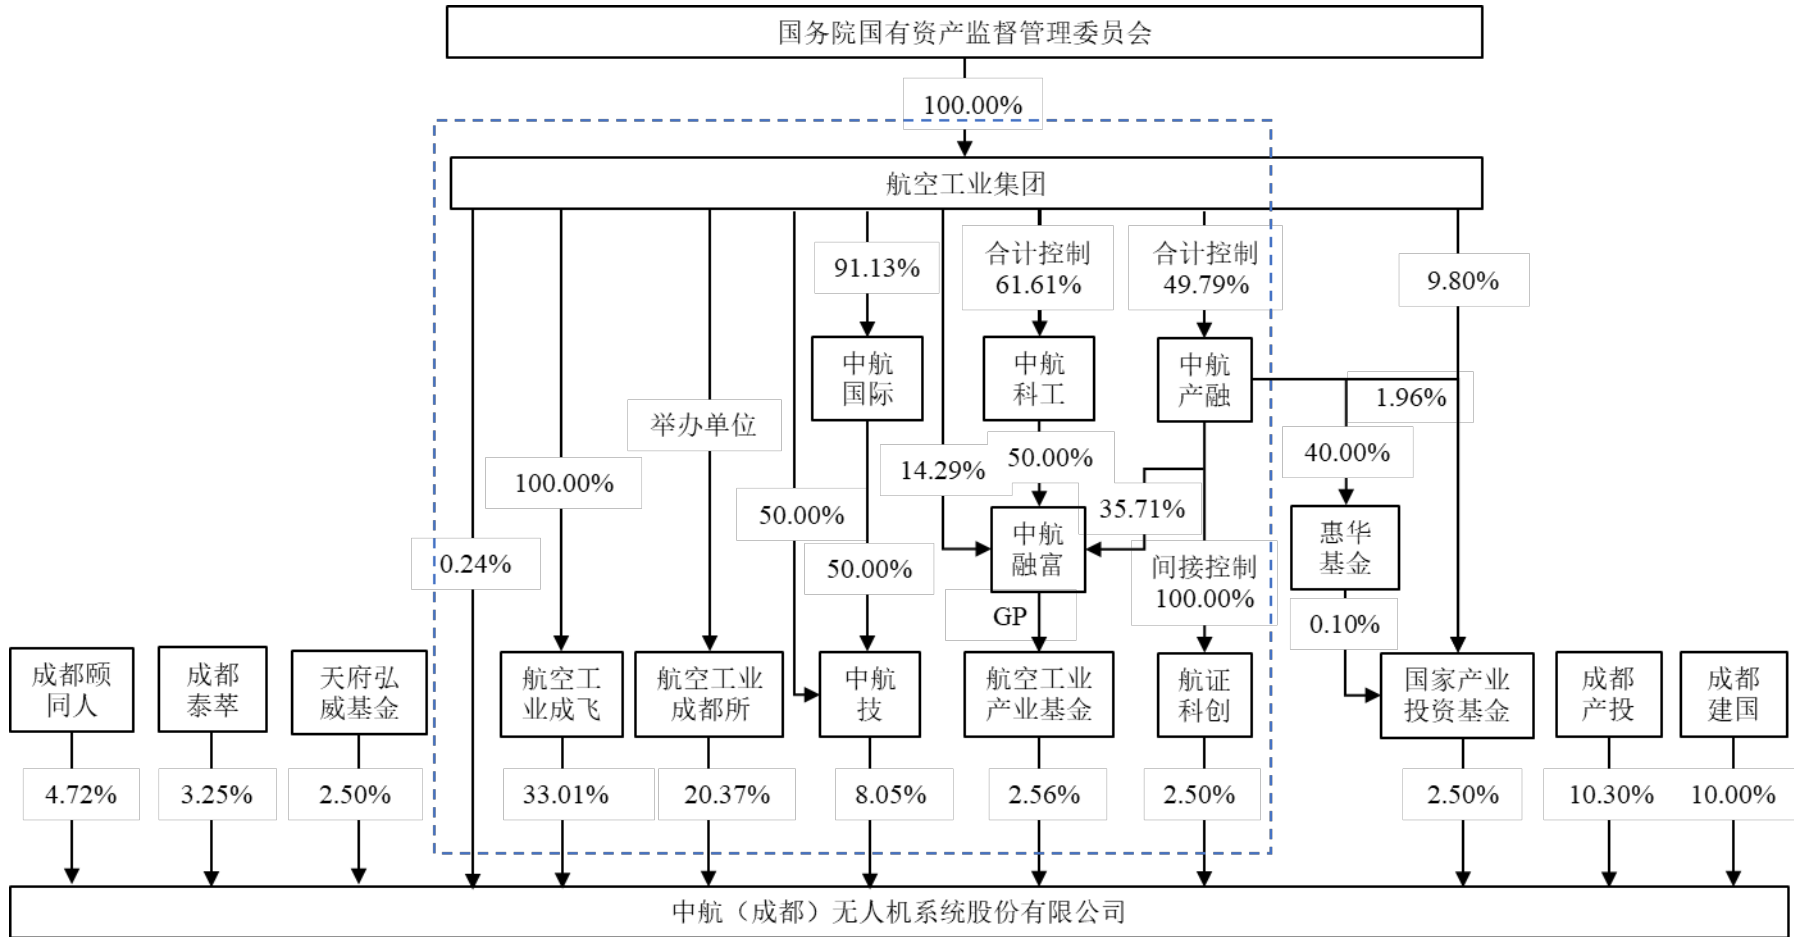 国务院国有资产监督管理委员会
100.00%
航空工业集团
91.13%
合计控制
61.61%
合计控制
49.79%
9.80%
中航
国际
中航
科工
中航
产融
1.96%
举办单位
100.00%
50.00%
14.29%
50.00%
35.71%
40.00%
0.24%
50.00%
中航
融富
间接控制
100.00%
惠华
基金
GP
0.10%
成都颐
同人
成都
泰萃
天府弘
威基金
航空工
业成飞
航空工业
成都所
中航
技
航空工业
产业基金
航证
科创
国家产业
投资基金
成都
产投
成都
建国
4.72%
3.25%
2.50%
33.01%
20.37%
8.05%
2.56%
2.50%
2.50%
10.30%
10.00%
中航（成都）无人机系统股份有限公司